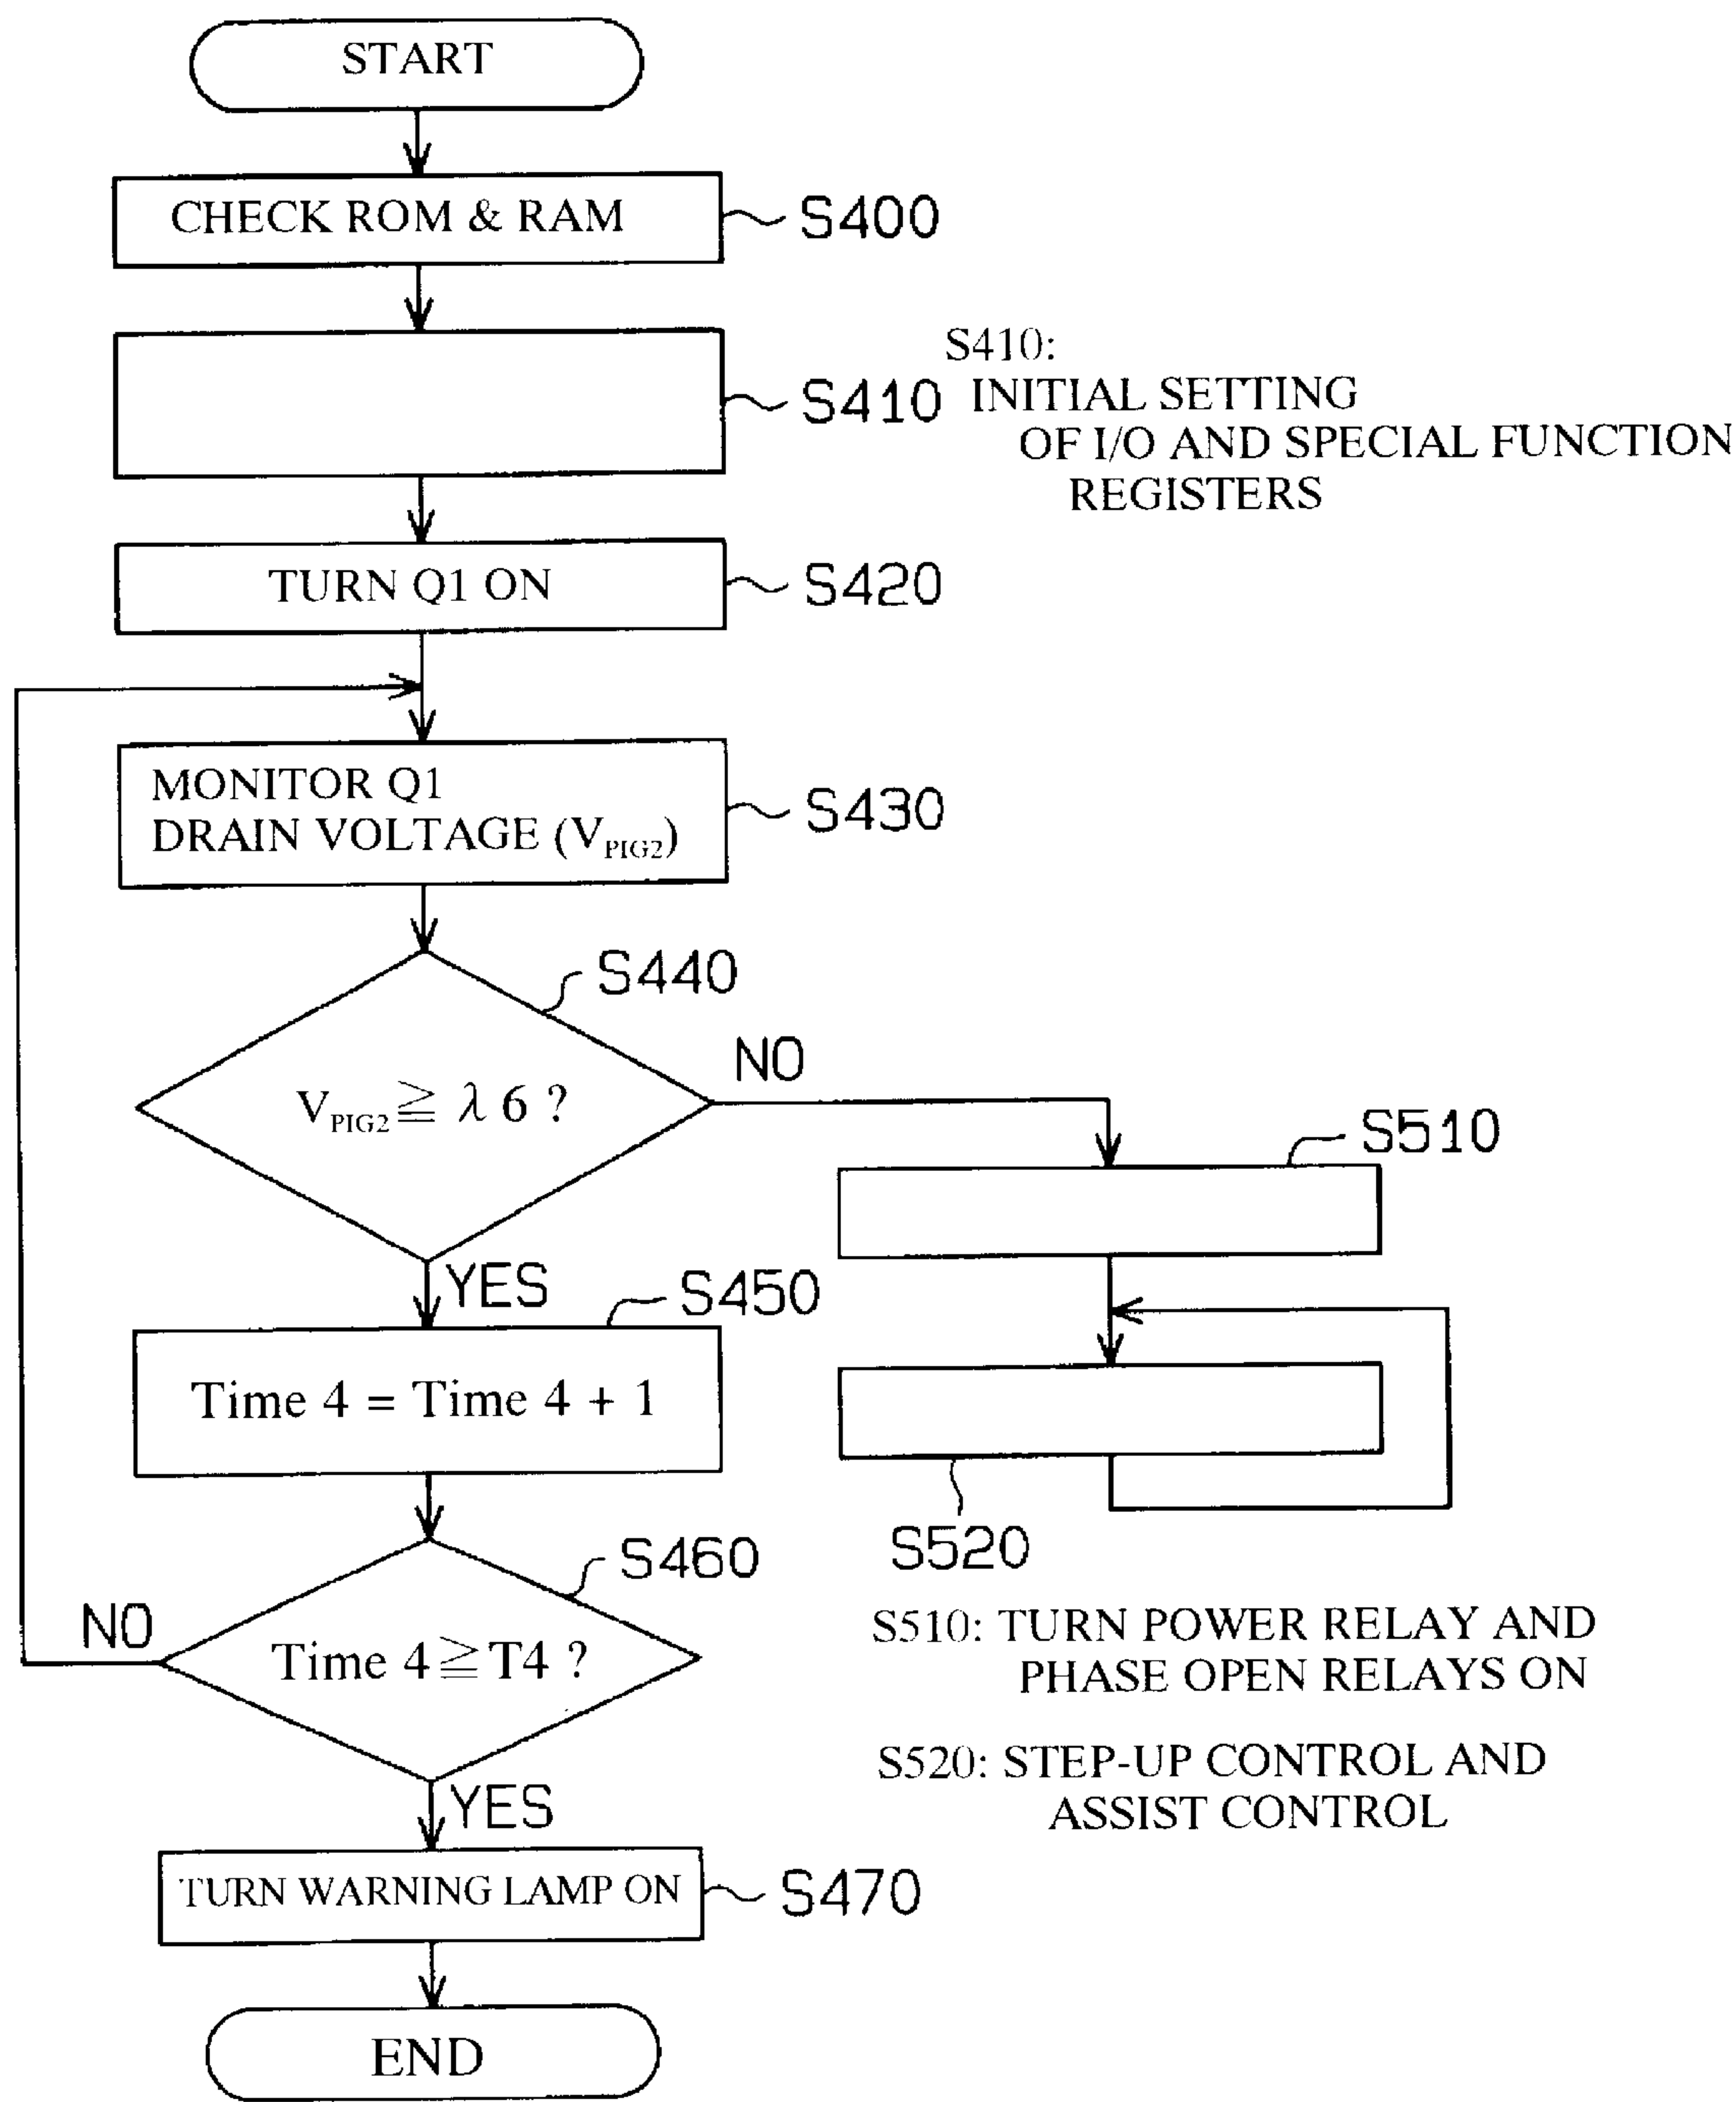 START
CHECK ROM & RAM
S400
S410
S410:
INITIAL SETTING
OF I/O AND SPECIAL FUNCTION
REGISTERS
TURN Q1 ON
S420
MONITOR Q1
DRAIN VOLTAGE (V_PIG2)
S430
S440
V_PIG2 ≧ λ 6 ?
NO
YES
S510
S450
Time 4 = Time 4 + 1
S520
S460
Time 4 ≧ T4 ?
NO
YES
S510: TURN POWER RELAY AND
PHASE OPEN RELAYS ON
S520: STEP-UP CONTROL AND
ASSIST CONTROL
TURN WARNING LAMP ON
S470
END